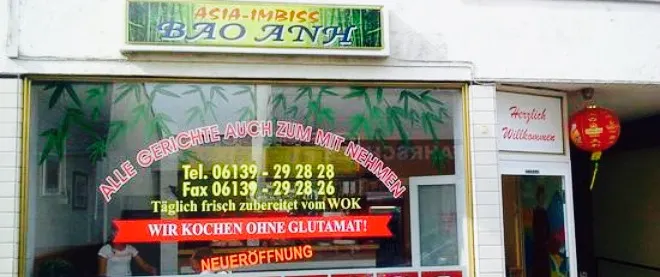 ASIA-IMBISS
BAO ANH
Herzlich
Willkommen
ALLE GERICHTE AUCH ZUM MIT NEHMEN
Tel. 06139 - 29 28 28
Fax 06139 - 29 28 26
Täglich frisch zubereitet vom WOK
WIR KOCHEN OHNE GLUTAMAT!
NEUERÖFFNUNG